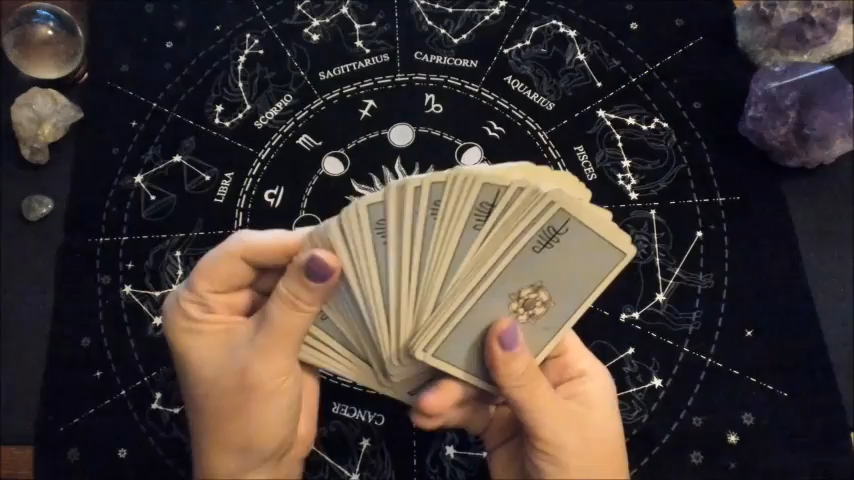 SAGITTARIUS
CAPRICORN
SCORPIO
AQUARIUS
LIBRA
PISCES
CANCER